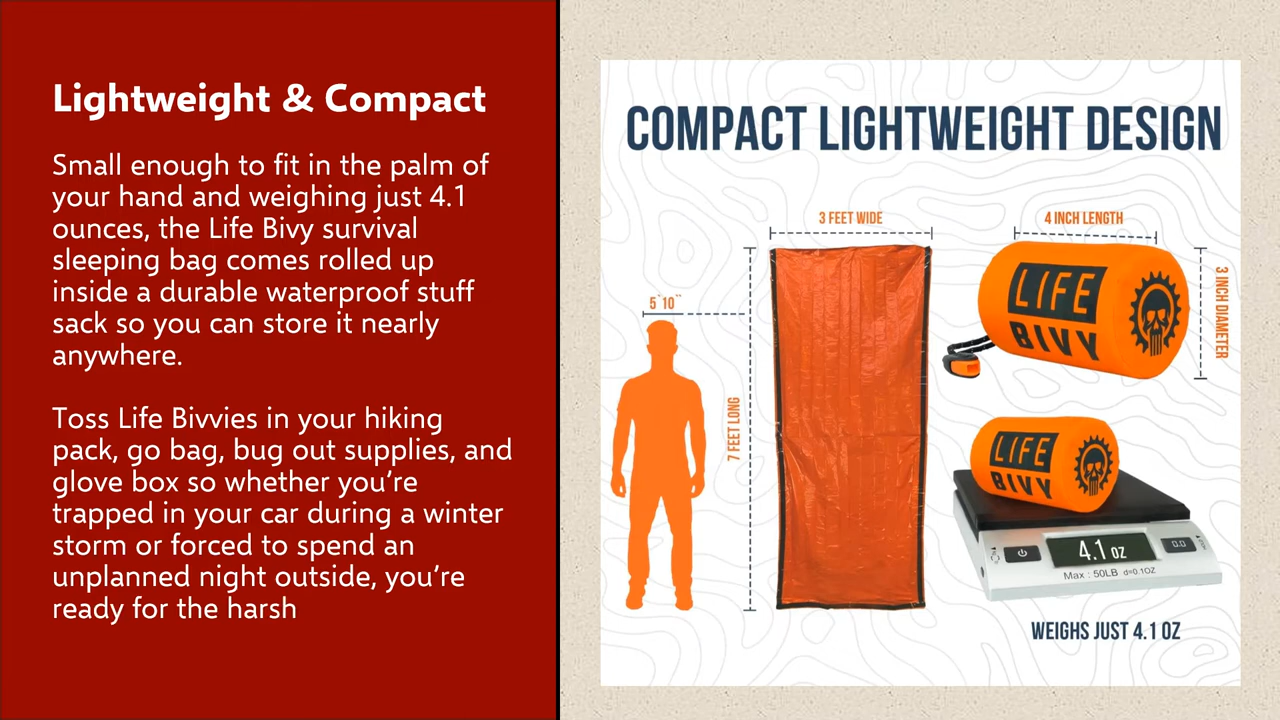 Lightweight & Compact
Small enough to fit in the palm of
your hand and weighing just 4.1
ounces, the Life Bivy survival
sleeping bag comes rolled up
inside a durable waterproof stuff
sack so you can store it nearly
anywhere.
Toss Life Bivvies in your hiking
pack, go bag, bug out supplies, and
glove box so whether you’re
trapped in your car during a winter
storm or forced to spend an
unplanned night outside, you’re
ready for the harsh
COMPACT LIGHTWEIGHT DESIGN
3 FEET WIDE
4 INCH LENGTH
3 INCH DIAMETER
LIFE
BIVY
5`10``
7 FEET LONG
LIFE
BIVY
4.1 oz
0.0
Max : 50LB d=0.1OZ
WEIGHS JUST 4.1 OZ